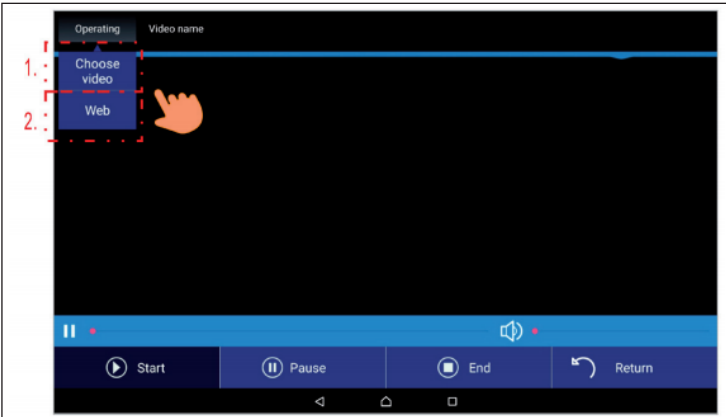 Operating Video name
1. Choose
video
2. Web
Start Pause End Return